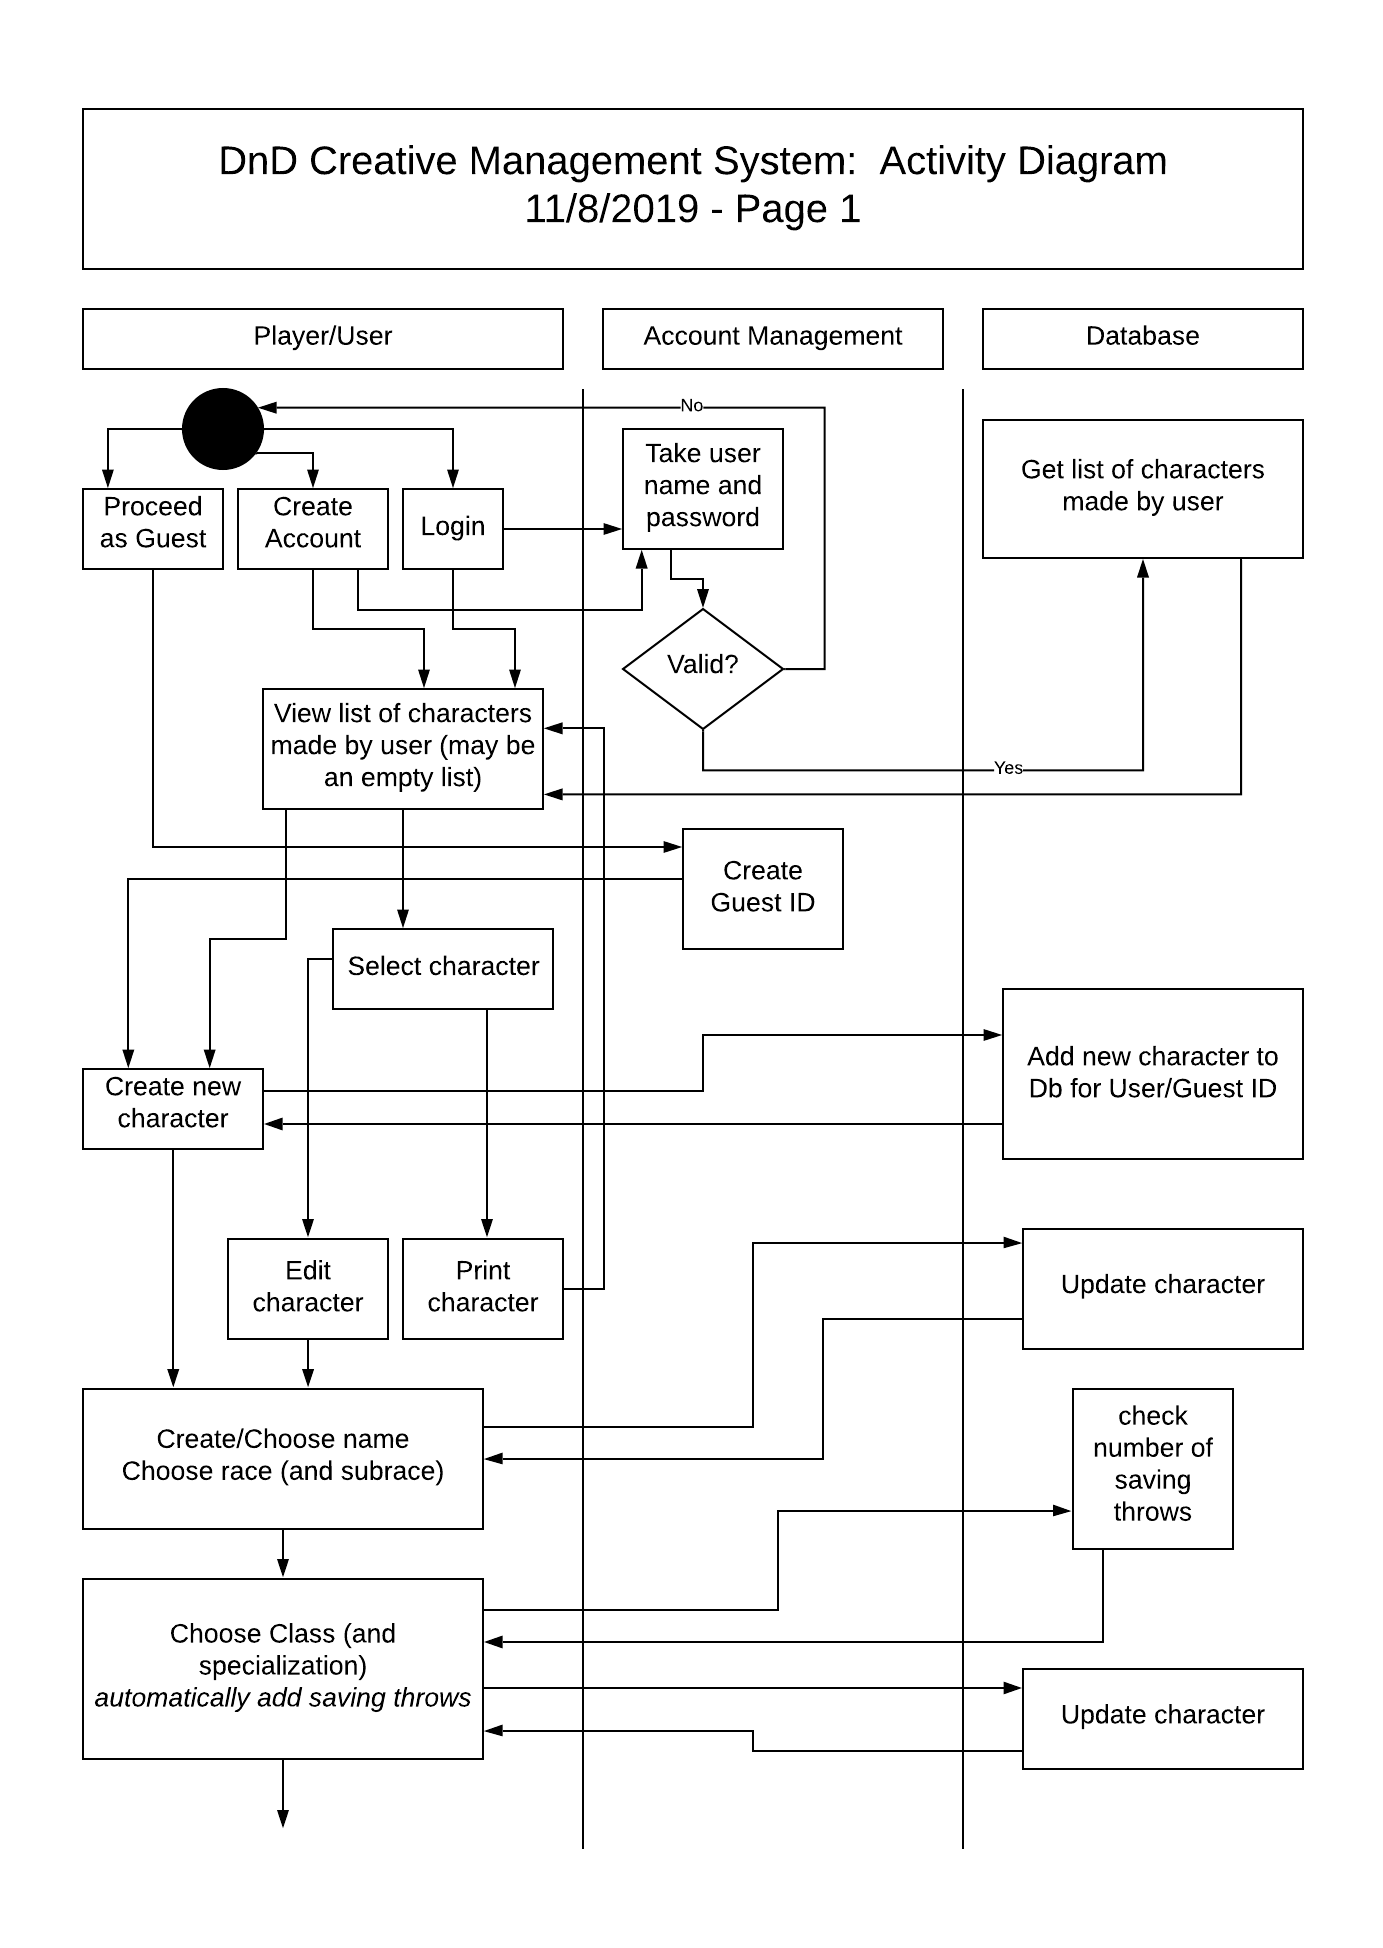 DnD Creative Management System:  Activity Diagram
11/8/2019 - Page 1
Player/User
Account Management
Database
No
Take user
name and
password
Get list of characters
made by user
Proceed
as Guest
Create
Account
Login
Valid?
View list of characters
made by user (may be
an empty list)
Yes
Create
Guest ID
Select character
Add new character to
Db for User/Guest ID
Create new
character
Edit
character
Print
character
Update character
Create/Choose name
Choose race (and subrace)
check
number of
saving
throws
Choose Class (and
specialization)
automatically add saving throws
Update character